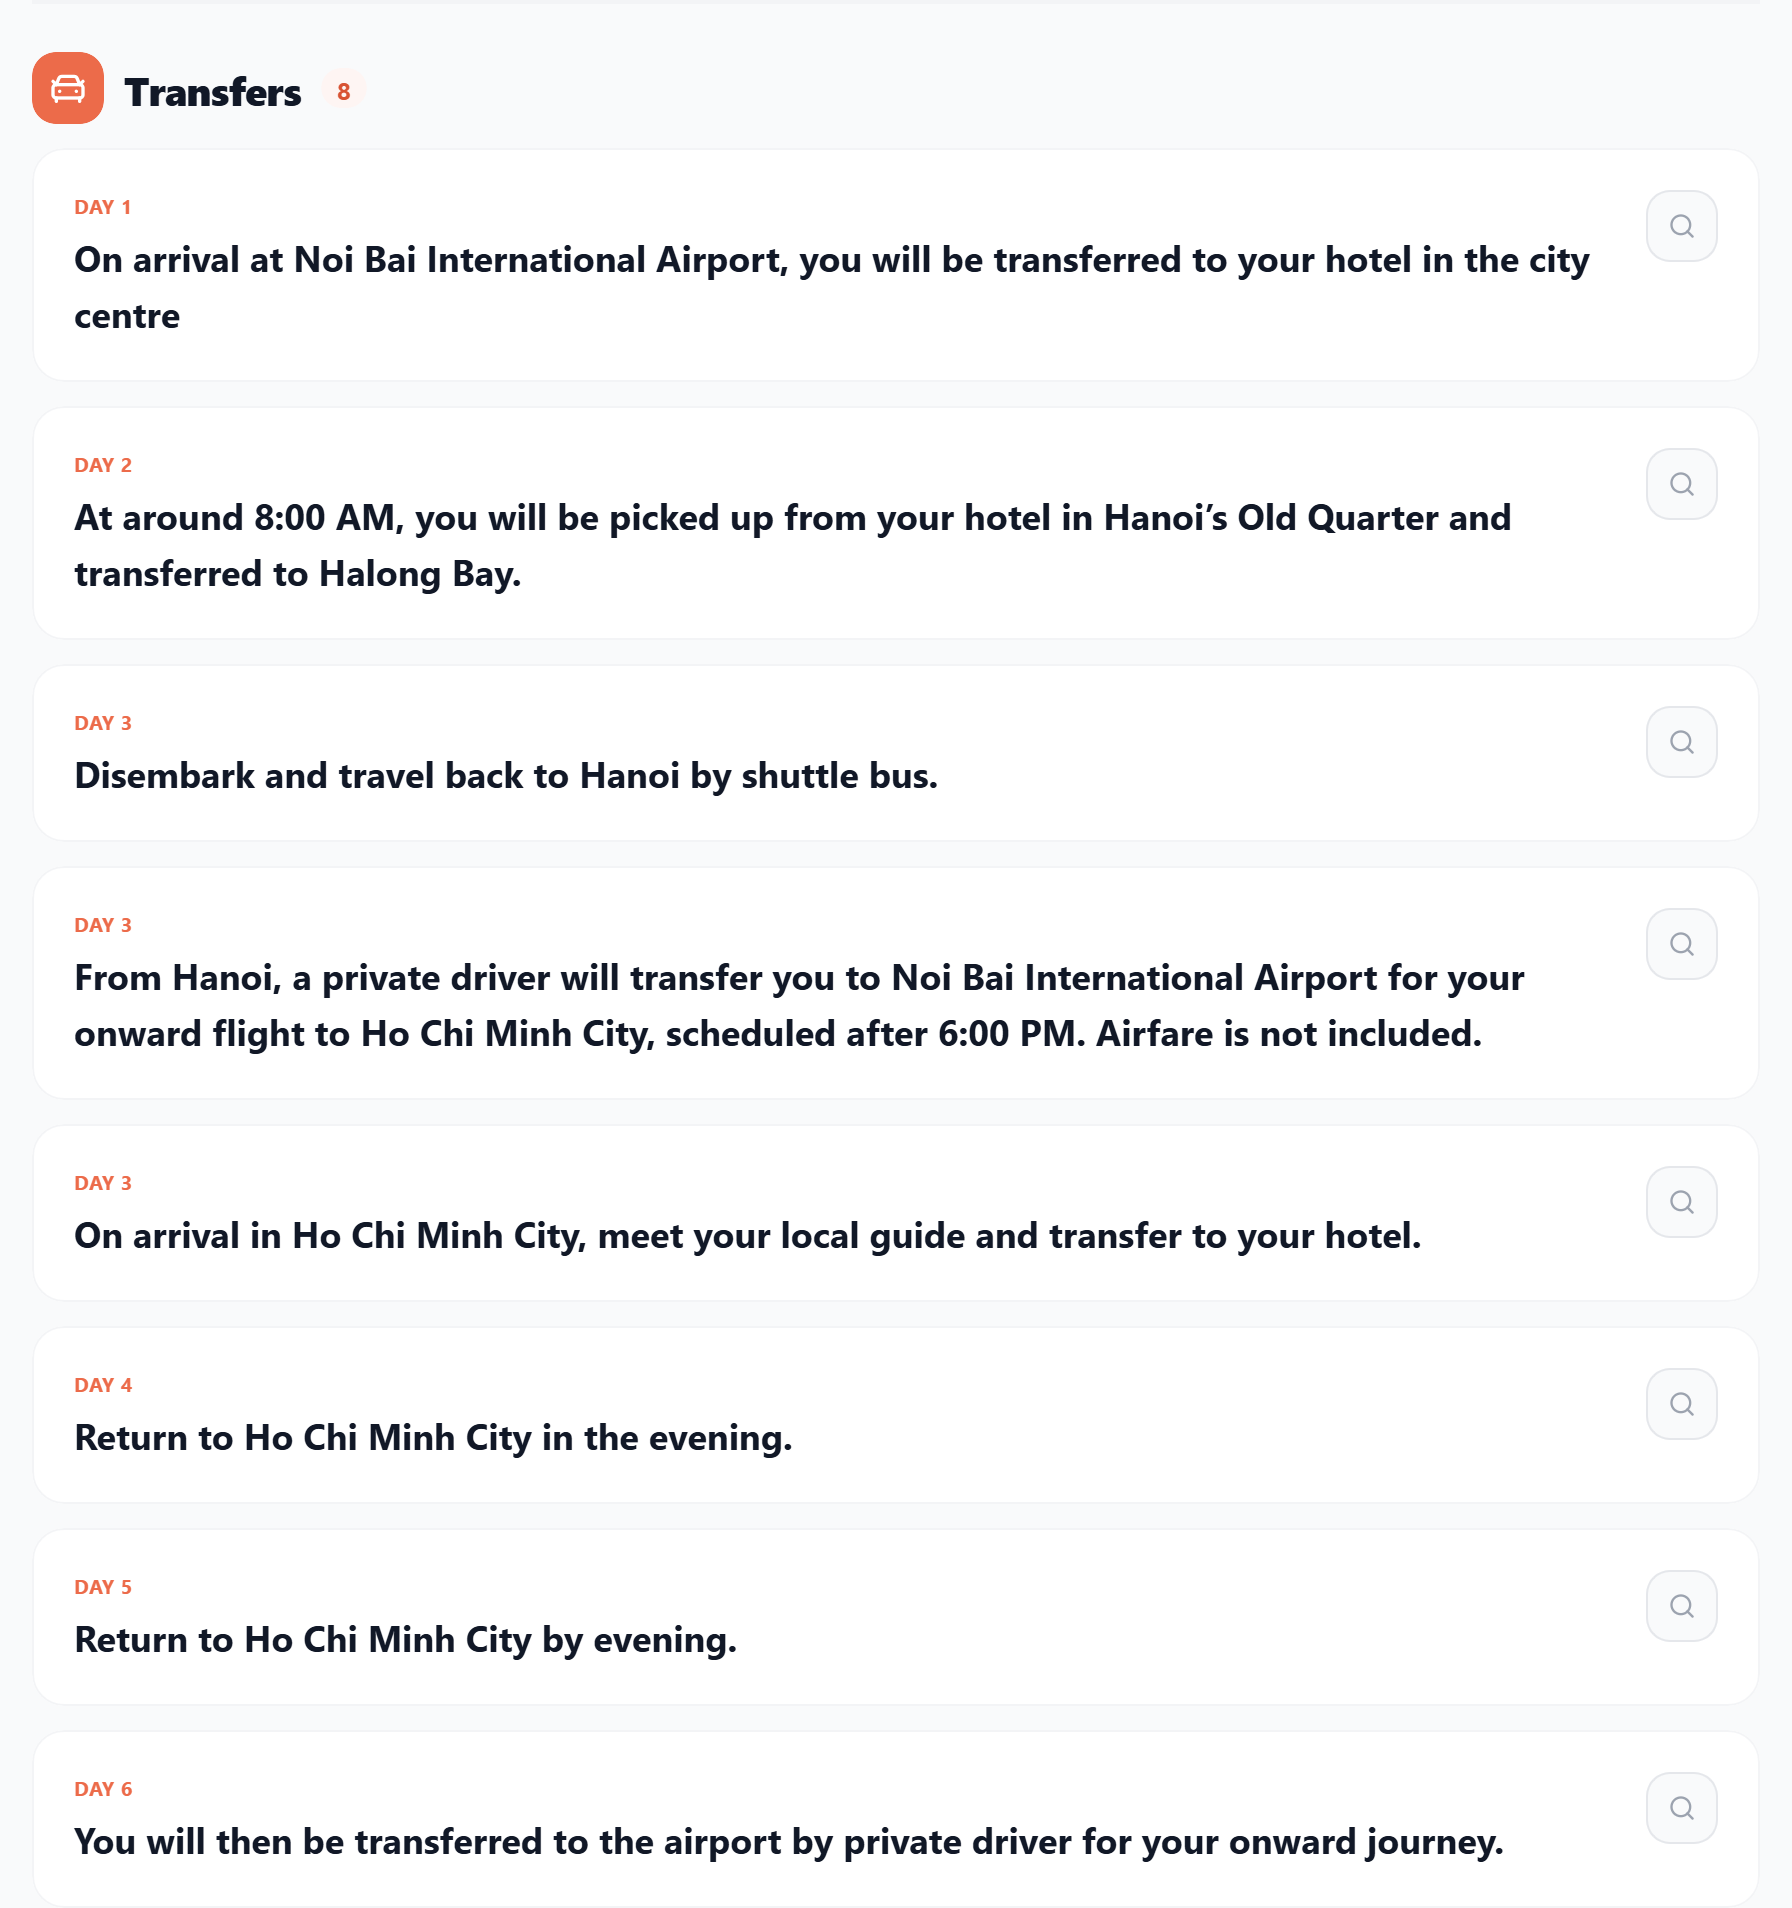 Transfers 8
DAY 1
On arrival at Noi Bai International Airport, you will be transferred to your hotel in the city
centre
DAY 2
At around 8:00 AM, you will be picked up from your hotel in Hanoi’s Old Quarter and
transferred to Halong Bay.
DAY 3
Disembark and travel back to Hanoi by shuttle bus.
DAY 3
From Hanoi, a private driver will transfer you to Noi Bai International Airport for your
onward flight to Ho Chi Minh City, scheduled after 6:00 PM. Airfare is not included.
DAY 3
On arrival in Ho Chi Minh City, meet your local guide and transfer to your hotel.
DAY 4
Return to Ho Chi Minh City in the evening.
DAY 5
Return to Ho Chi Minh City by evening.
DAY 6
You will then be transferred to the airport by private driver for your onward journey.